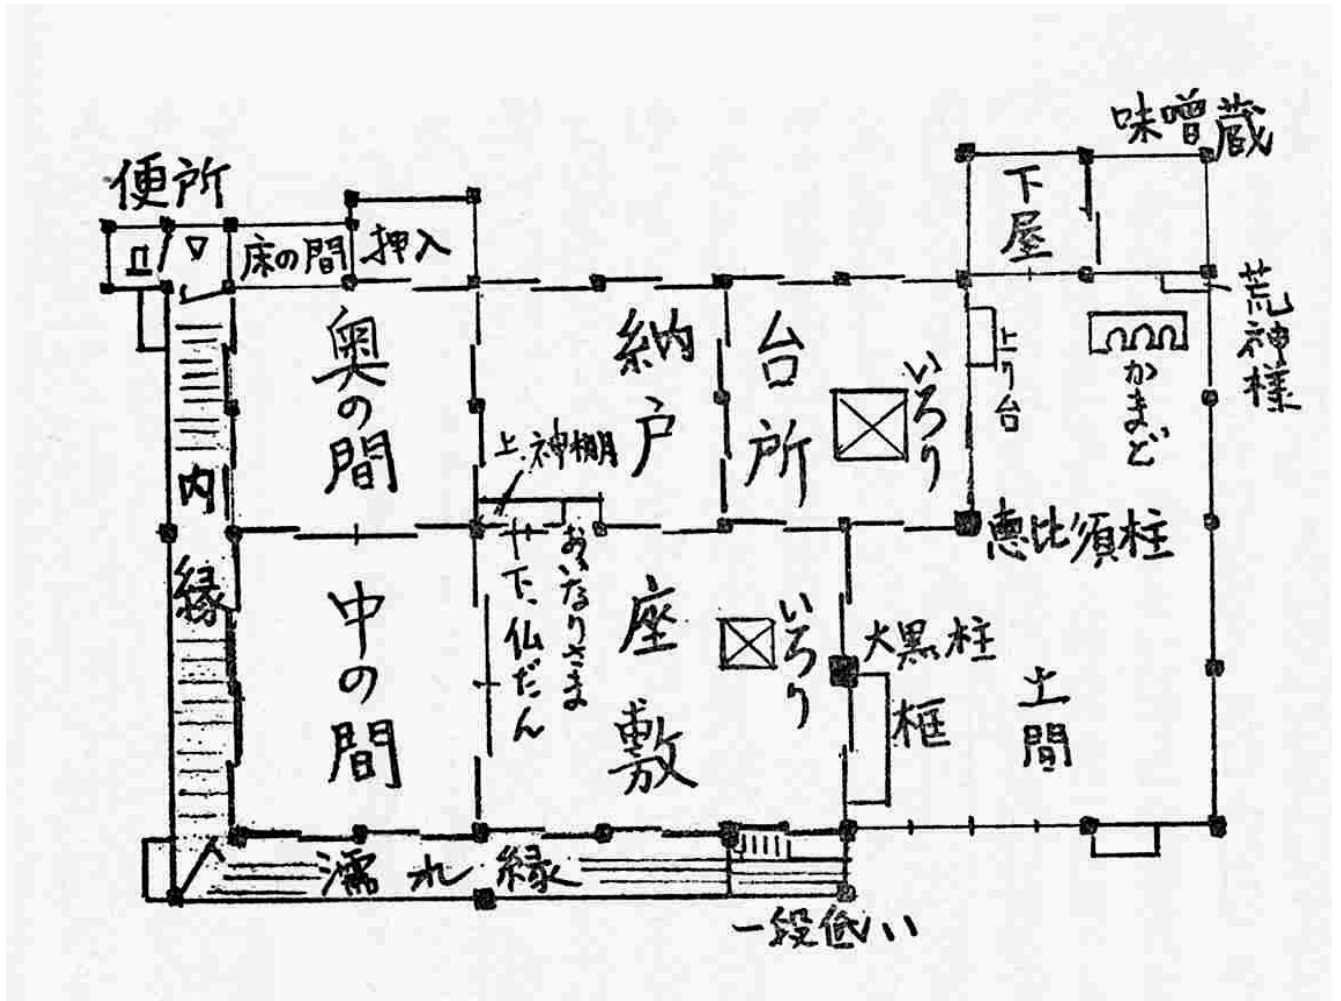 味噌蔵
便所
下屋
床の間
押入
荒神様
奥の間
納戸
台所
いろり
上り台
かまど
上.神棚
内縁
恵比須柱
おいなりさま
下.仏だん
中の間
座敷
いろり
大黒柱
框
土間
濡れ縁
一段低い